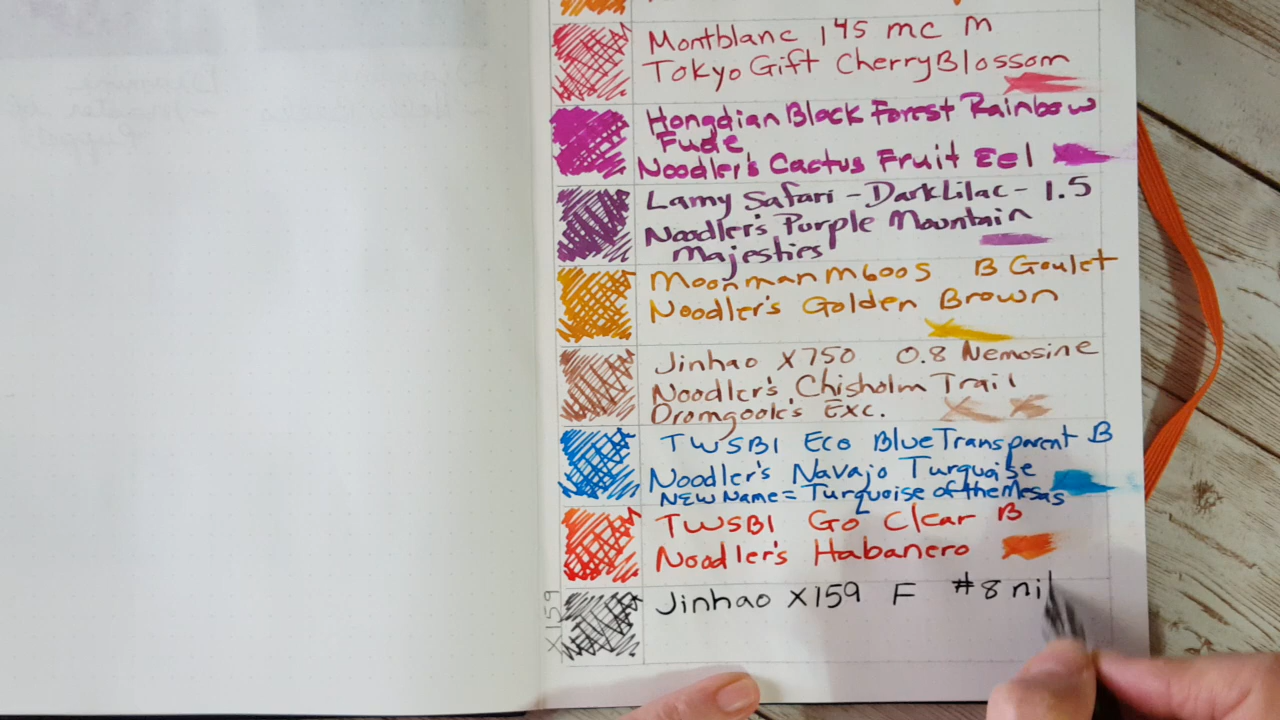 Montblanc 145 mc M
Tokyo Gift Cherry Blossom
Hongdian Black Forest Rainbow
Fude
Noodler's Cactus Fruit Eel
Lamy Safari - Dark Lilac - 1.5
Noodler's Purple Mountain
Majesties
Moonman M600S B Goulet
Noodler's Golden Brown
Jinhao X750 0.8 Nemosine
Noodler's Chisholm Trail
Dromgoole's Exc.
TWSBI Eco Blue Transparent B
Noodler's Navajo Turquoise
New Name = Turquoise of the Mesas
TWSBI Go Clear B
Noodler's Habanero
X159
Jinhao X159 F #8 ni